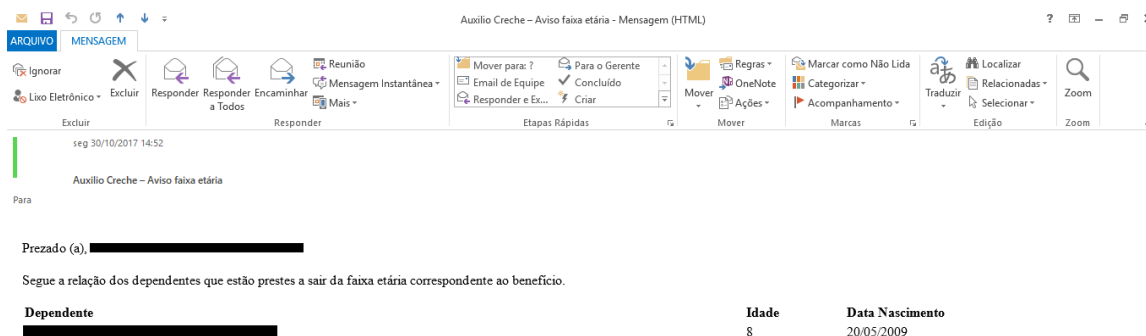 Auxilio Creche – Aviso faixa etária - Mensagem (HTML)
ARQUIVO MENSAGEM
Ignorar
Lixo Eletrônico
Excluir
Responder
Responder a Todos
Encaminhar
Reunião
Mensagem Instantânea
Mais
Mover para: ?
Email de Equipe
Responder e Ex...
Para o Gerente
Concluído
Criar
Mover
Regras
OneNote
Ações
Marcar como Não Lida
Categorizar
Acompanhamento
Traduzir
Localizar
Relacionadas
Selecionar
Zoom
Excluir Responder Etapas Rápidas Mover Marcas Edição Zoom
seg 30/10/2017 14:52
Auxilio Creche – Aviso faixa etária
Para
Prezado (a),
Segue a relação dos dependentes que estão prestes a sair da faixa etária correspondente ao benefício.
Dependente Idade Data Nascimento
8 20/05/2009